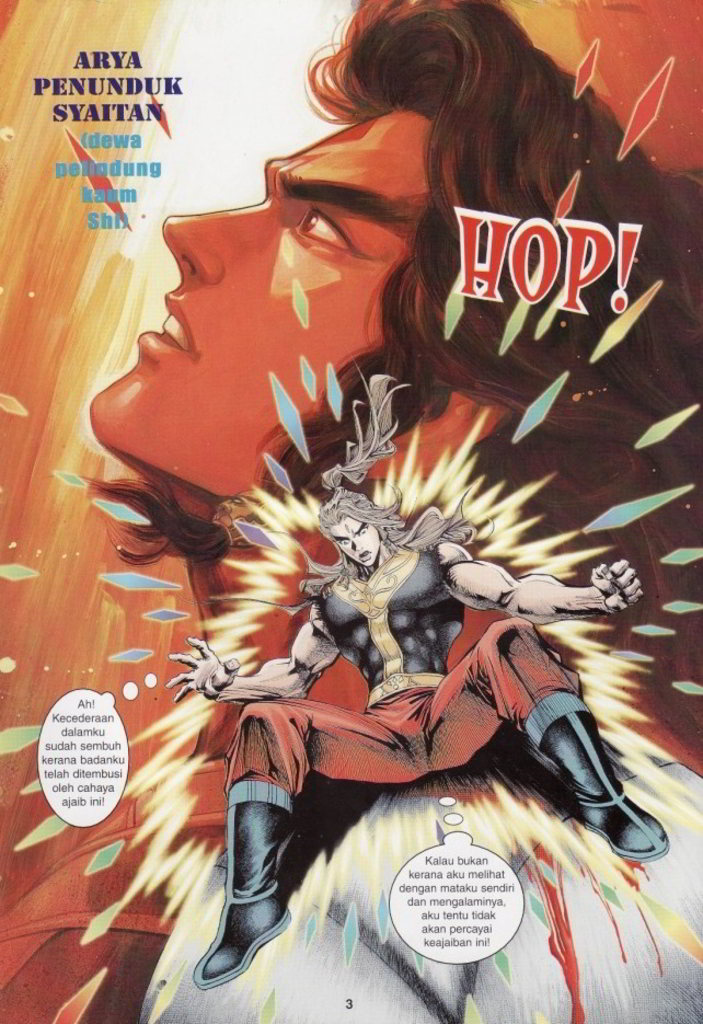 ARYA
PENUNDUK
SYAITAN
(dewa
pelindung
kaum
Shi)
HOP!
Ah!
Kecederaan
dalamku
sudah sembuh
kerana badanku
telah ditembusi
oleh cahaya
ajaib ini!
Kalau bukan
kerana aku melihat
dengan mataku sendiri
dan mengalaminya,
aku tentu tidak
akan percayai
keajaiban ini!
3